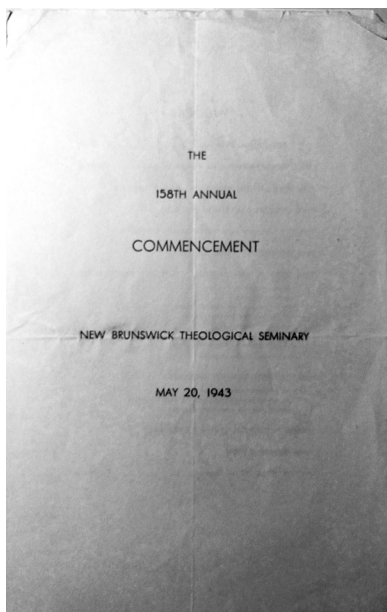 THE
158TH ANNUAL
COMMENCEMENT
NEW BRUNSWICK THEOLOGICAL SEMINARY
MAY 20, 1943